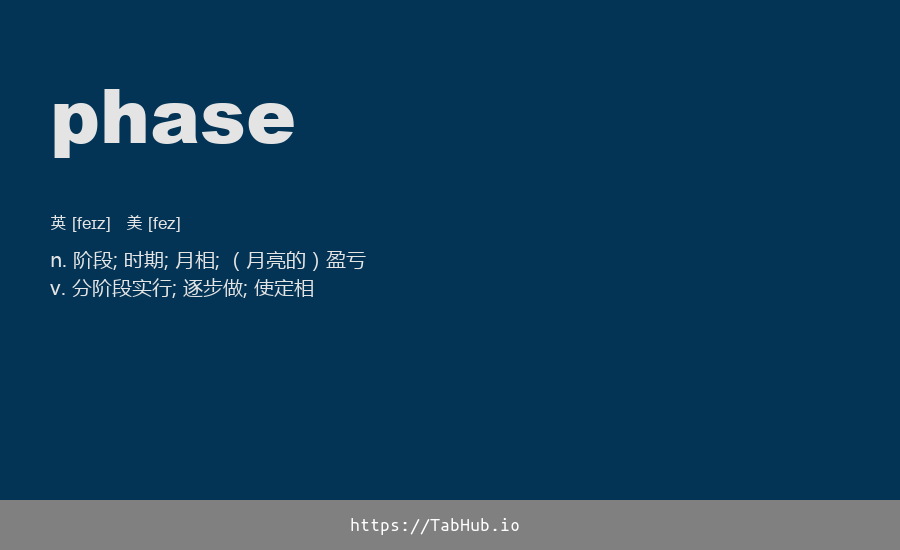 phase
英 [feɪz] 美 [fez]
n. 阶段; 时期; 月相; （月亮的）盈亏
v. 分阶段实行; 逐步做; 使定相
https://TabHub.io